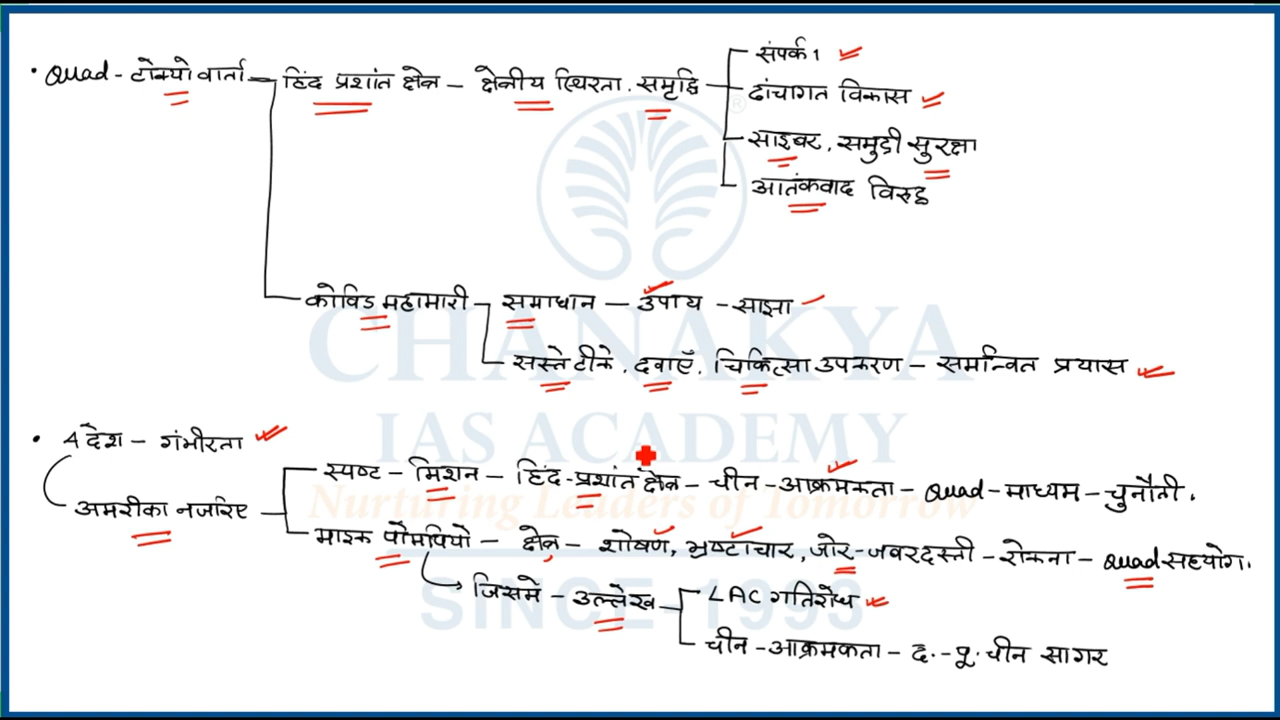 • Quad - टोक्यो वार्ता - हिंद प्रशांत क्षेत्र - क्षेत्रीय स्थिरता. समृद्धि
संपर्क।
ढांचागत विकास
साइबर, समुद्री सुरक्षा
आतंकवाद विरुद्ध
कोविड महामारी
समाधान - उपाय - साझा
सस्ते टीके, दवाएँ, चिकित्सा उपकरण - समन्वित प्रयास
• 4 देश - गंभीरता
अमरीका नजरिए
स्पष्ट - मिशन - हिंद-प्रशांत क्षेत्र - चीन - आक्रमकता - Quad - माध्यम - चुनौती.
माइक पोमपियो - क्षेत्र - शोषण, भ्रष्टाचार, जोर-जबरदस्ती - रोकना - Quad सहयोग.
जिसमे - उल्लेख
LAC गतिरोध
चीन - आक्रमकता - द.-पू. चीन सागर
CHANAKYA
IAS ACADEMY
Nurturing Leaders of Tomorrow
SINCE-1993
®